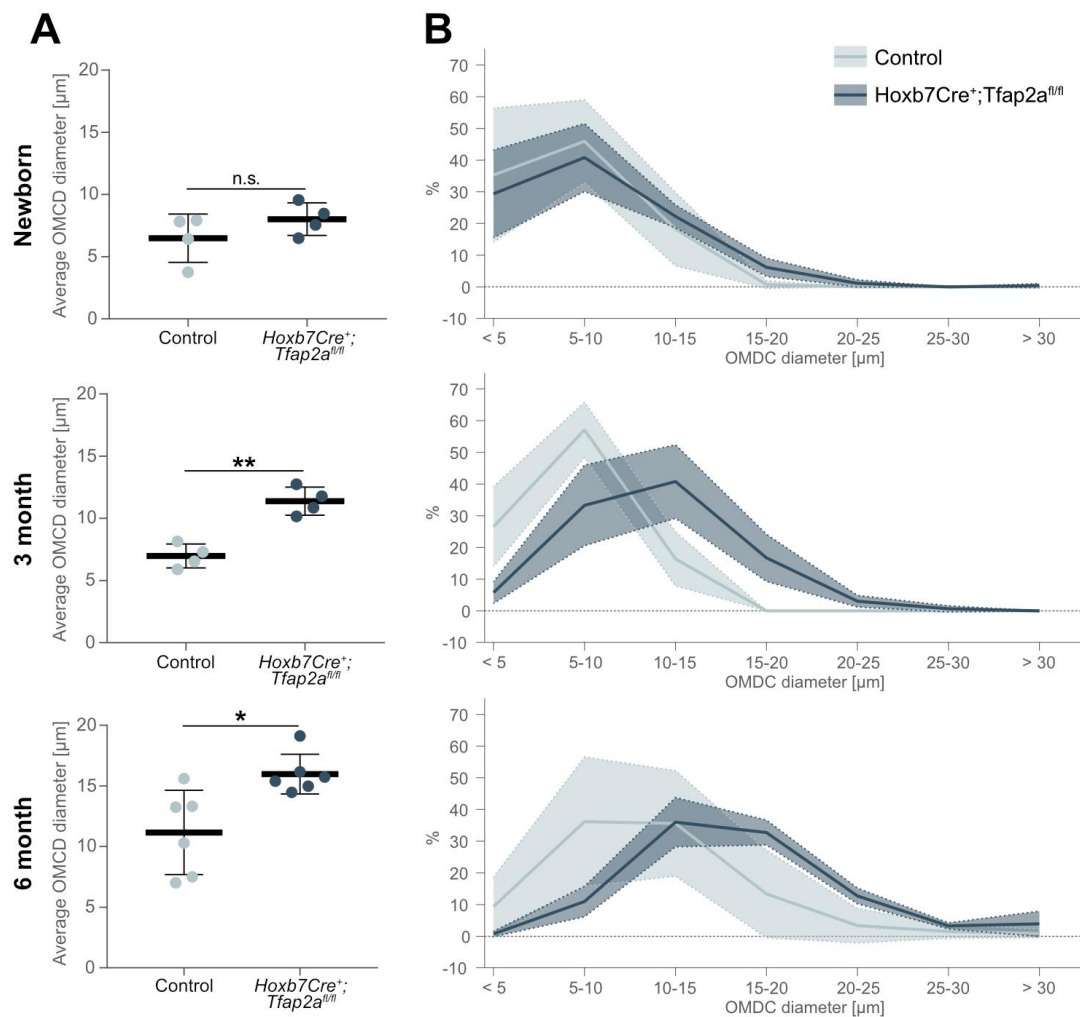 A
B
Control
Hoxb7Cre⁺;Tfap2a^fl/fl
Newborn
Average OMCD diameter [µm]
20
15
10
5
0
n.s.
Control
Hoxb7Cre⁺;
Tfap2a^fl/fl
%
70
60
50
40
30
20
10
0
-10
< 5 5-10 10-15 15-20 20-25 25-30 > 30
OMDC diameter [µm]
3 month
Average OMCD diameter [µm]
20
15
10
5
0
**
Control
Hoxb7Cre⁺;
Tfap2a^fl/fl
%
70
60
50
40
30
20
10
0
-10
< 5 5-10 10-15 15-20 20-25 25-30 > 30
OMDC diameter [µm]
6 month
Average OMCD diameter [µm]
20
15
10
5
0
*
Control
Hoxb7Cre⁺;
Tfap2a^fl/fl
%
70
60
50
40
30
20
10
0
-10
< 5 5-10 10-15 15-20 20-25 25-30 > 30
OMDC diameter [µm]